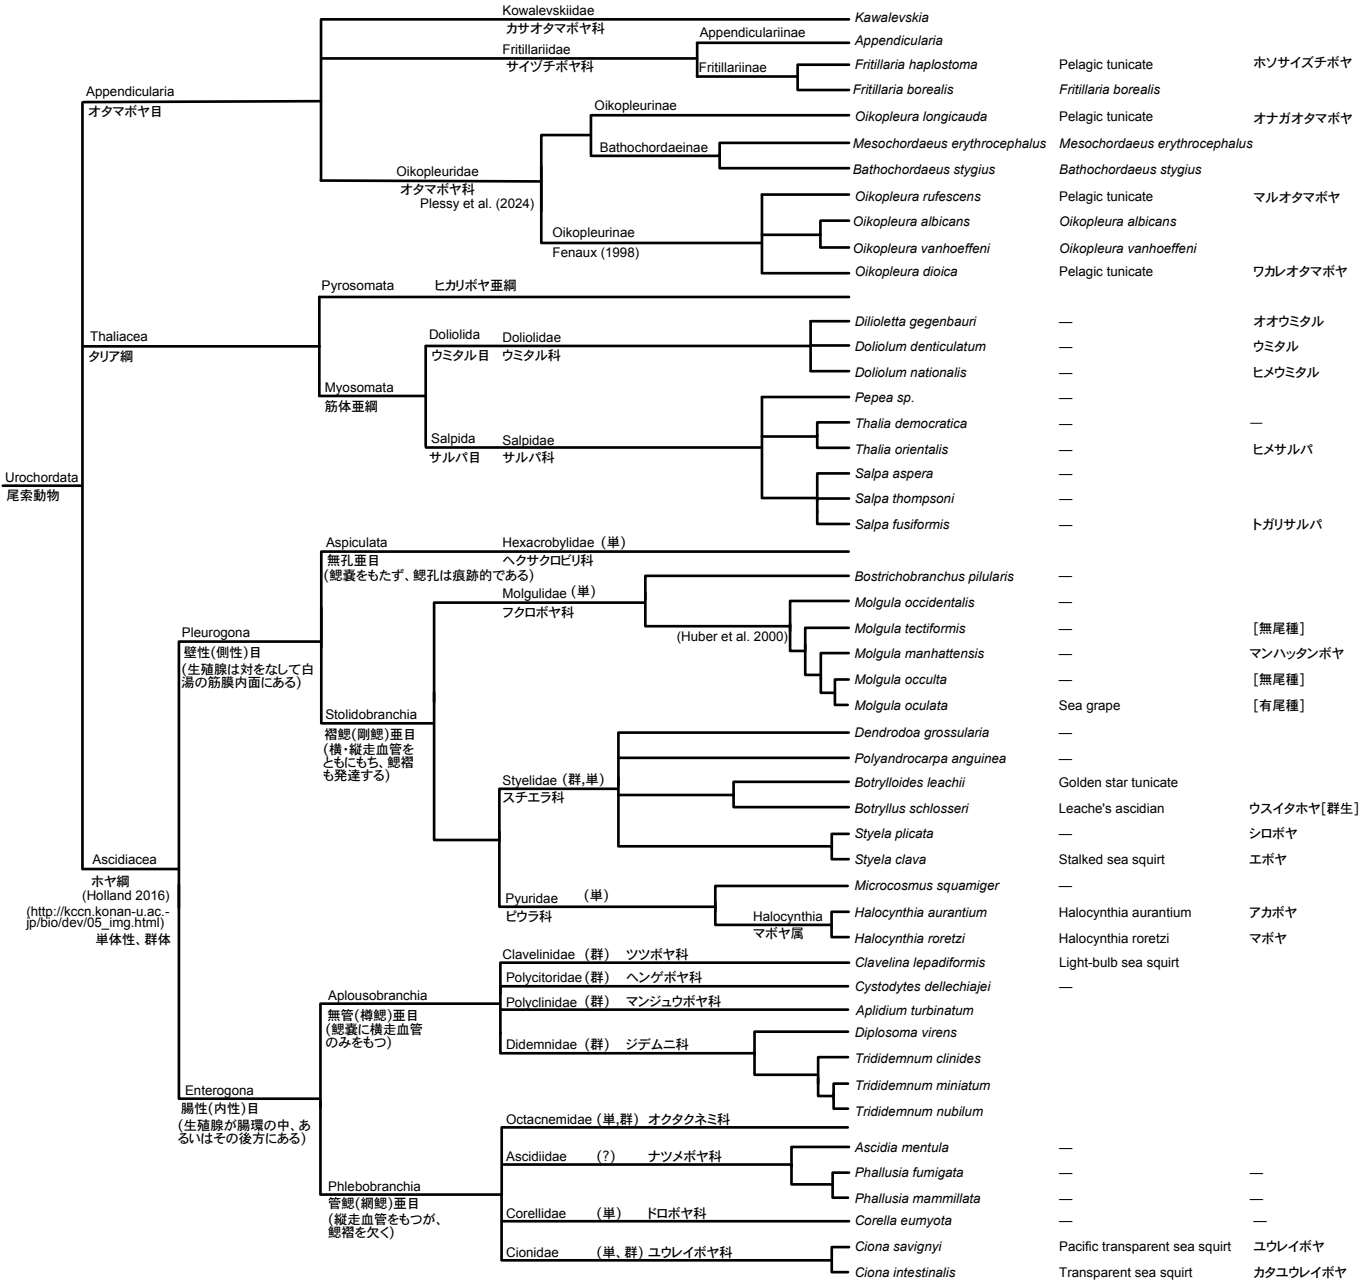 Kowalevskiidae
カサオタマボヤ科
Kawalevskia
Appendiculariinae
Appendicularia
Fritillariidae
サイヅチボヤ科
Fritillariinae
Fritillaria haplostoma Pelagic tunicate ホソサイズチボヤ
Fritillaria borealis Fritillaria borealis
Appendicularia
オタマボヤ目
Oikopleurinae
Oikopleura longicauda Pelagic tunicate オナガオタマボヤ
Bathochordaeinae
Mesochordaeus erythrocephalus Mesochordaeus erythrocephalus
Bathochordaeus stygius Bathochordaeus stygius
Oikopleuridae
オタマボヤ科
Plessy et al. (2024)
Oikopleura rufescens Pelagic tunicate マルオタマボヤ
Oikopleura albicans Oikopleura albicans
Oikopleurinae
Fenaux (1998)
Oikopleura vanhoeffeni Oikopleura vanhoeffeni
Oikopleura dioica Pelagic tunicate ワカレオタマボヤ
Pyrosomata ヒカリボヤ亜綱
Thaliacea
タリア綱
Doliolida Doliolidae
ウミタル目 ウミタル科
Dilioletta gegenbauri — オオウミタル
Doliolum denticulatum — ウミタル
Doliolum nationalis — ヒメウミタル
Myosomata
筋体亜綱
Pepea sp. —
Thalia democratica — —
Salpida Salpidae
サルパ目 サルパ科
Thalia orientalis — ヒメサルパ
Salpa aspera —
Salpa thompsoni —
Salpa fusiformis — トガリサルパ
Urochordata
尾索動物
Aspiculata Hexacrobylidae (単)
無孔亜目 ヘクサクロビリ科
(鰓嚢をもたず、鰓孔は痕跡的である)
Molgulidae (単)
フクロボヤ科
Bostrichobranchus pilularis —
Molgula occidentalis —
(Huber et al. 2000)
Molgula tectiformis — [無尾種]
Molgula manhattensis — マンハッタンボヤ
Molgula occulta — [無尾種]
Molgula oculata Sea grape [有尾種]
Pleurogona
壁性(側性)目
(生殖腺は対をなして白
湯の筋膜内面にある)
Stolidobranchia
褶鰓(剛鰓)亜目
(横・縦走血管を
ともにもち、鰓褶
も発達する)
Dendrodoa grossularia —
Polyandrocarpa anguinea —
Styelidae (群,単)
スチエラ科
Botrylloides leachii Golden star tunicate
Botryllus schlosseri Leache's ascidian ウスイタホヤ[群生]
Styela plicata — シロボヤ
Styela clava Stalked sea squirt エボヤ
Ascidiacea
ホヤ綱
(Holland 2016)
(http://kccn.konan-u.ac.-
jp/bio/dev/05_img.html)
単体性、群体
Pyuridae (単)
ピウラ科
Microcosmus squamiger —
Halocynthia
マボヤ属
Halocynthia aurantium Halocynthia aurantium アカボヤ
Halocynthia roretzi Halocynthia roretzi マボヤ
Clavelinidae (群) ツツボヤ科
Clavelina lepadiformis Light-bulb sea squirt
Polycitoridae (群) ヘンゲボヤ科
Cystodytes dellechiajei —
Aplousobranchia
無管(樽鰓)亜目
(鰓嚢に横走血管
のみをもつ)
Polyclinidae (群) マンジュウボヤ科
Aplidium turbinatum
Didemnidae (群) ジデムニ科
Diplosoma virens
Trididemnum clinides
Trididemnum miniatum
Trididemnum nubilum
Enterogona
腸性(内性)目
(生殖腺が腸環の中、あ
るいはその後方にある)
Octacnemidae (単,群) オクタクネミ科
Ascidiidae (?) ナツメボヤ科
Ascidia mentula —
Phallusia fumigata — —
Phallusia mammillata — —
Phlebobranchia
管鰓(網鰓)亜目
(縦走血管をもつが、
鰓褶を欠く)
Corellidae (単) ドロボヤ科
Corella eumyota — —
Cionidae (単、群) ユウレイボヤ科
Ciona savignyi Pacific transparent sea squirt ユウレイボヤ
Ciona intestinalis Transparent sea squirt カタユウレイボヤ